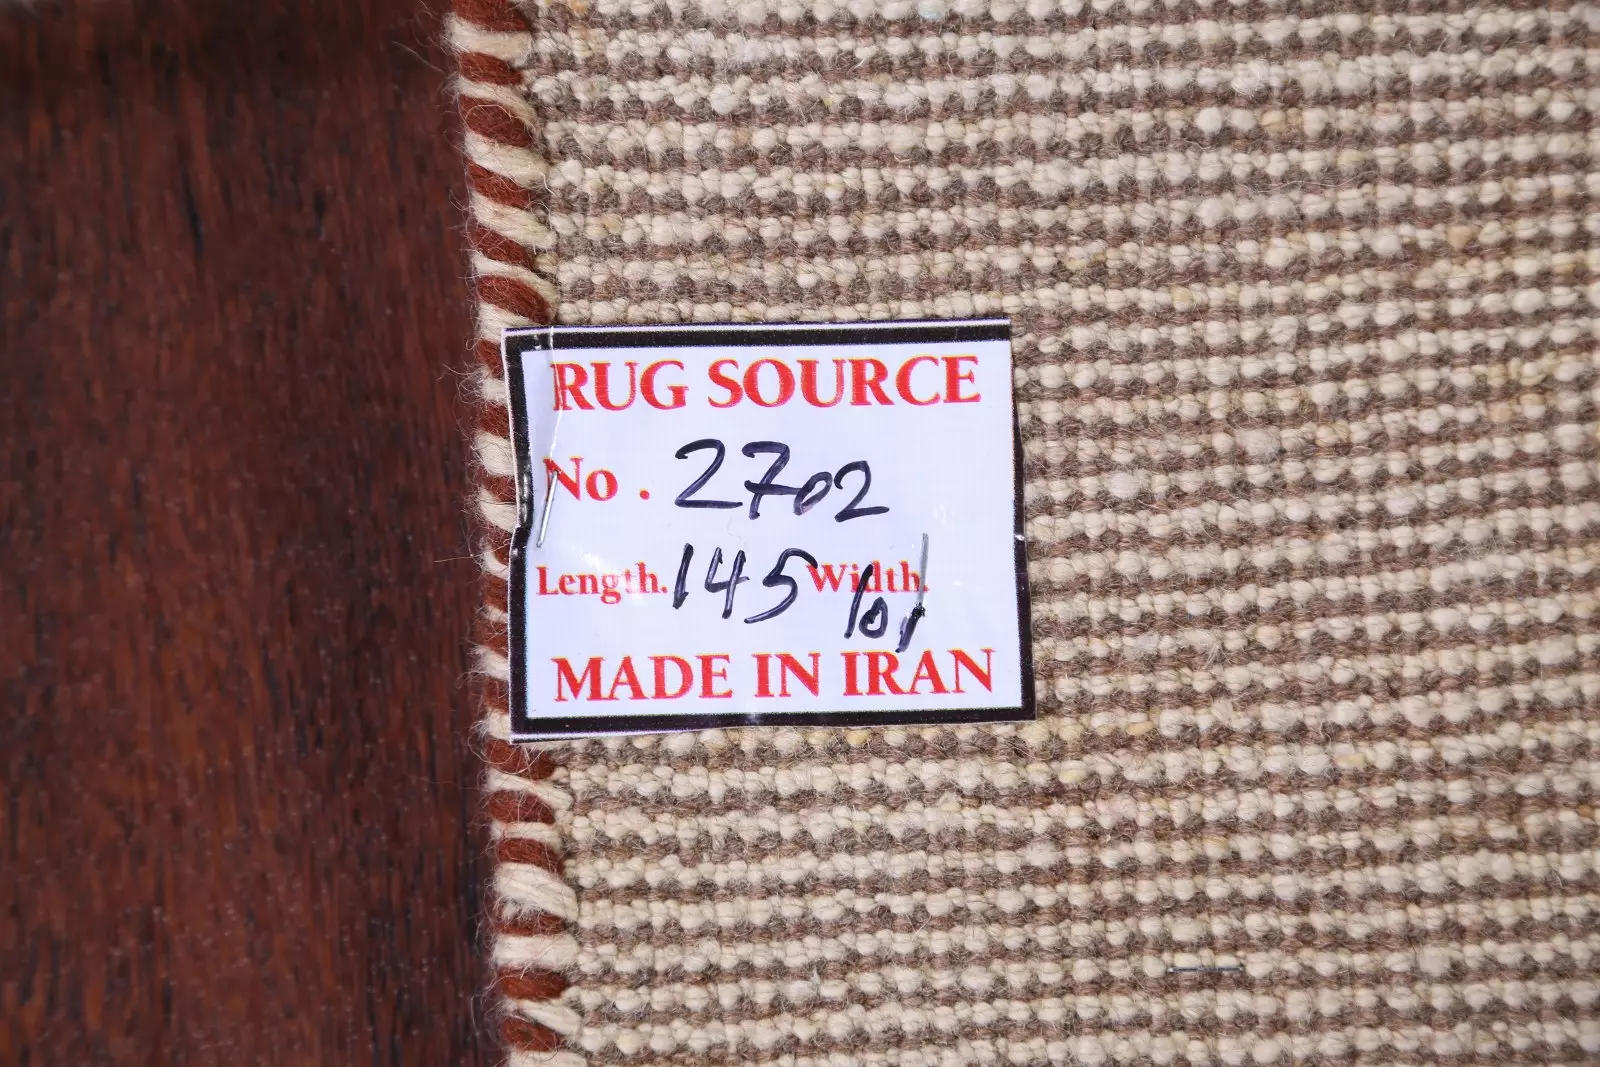 RUG SOURCE
No . 2702
Length. 145 Width. 101
MADE IN IRAN